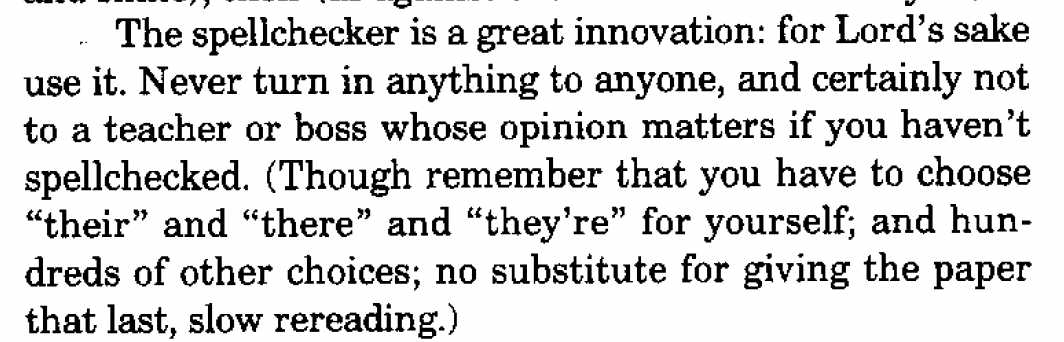 The spellchecker is a great innovation: for Lord's sake
use it. Never turn in anything to anyone, and certainly not
to a teacher or boss whose opinion matters if you haven't
spellchecked. (Though remember that you have to choose
“their” and “there” and “they're” for yourself; and hun-
dreds of other choices; no substitute for giving the paper
that last, slow rereading.)